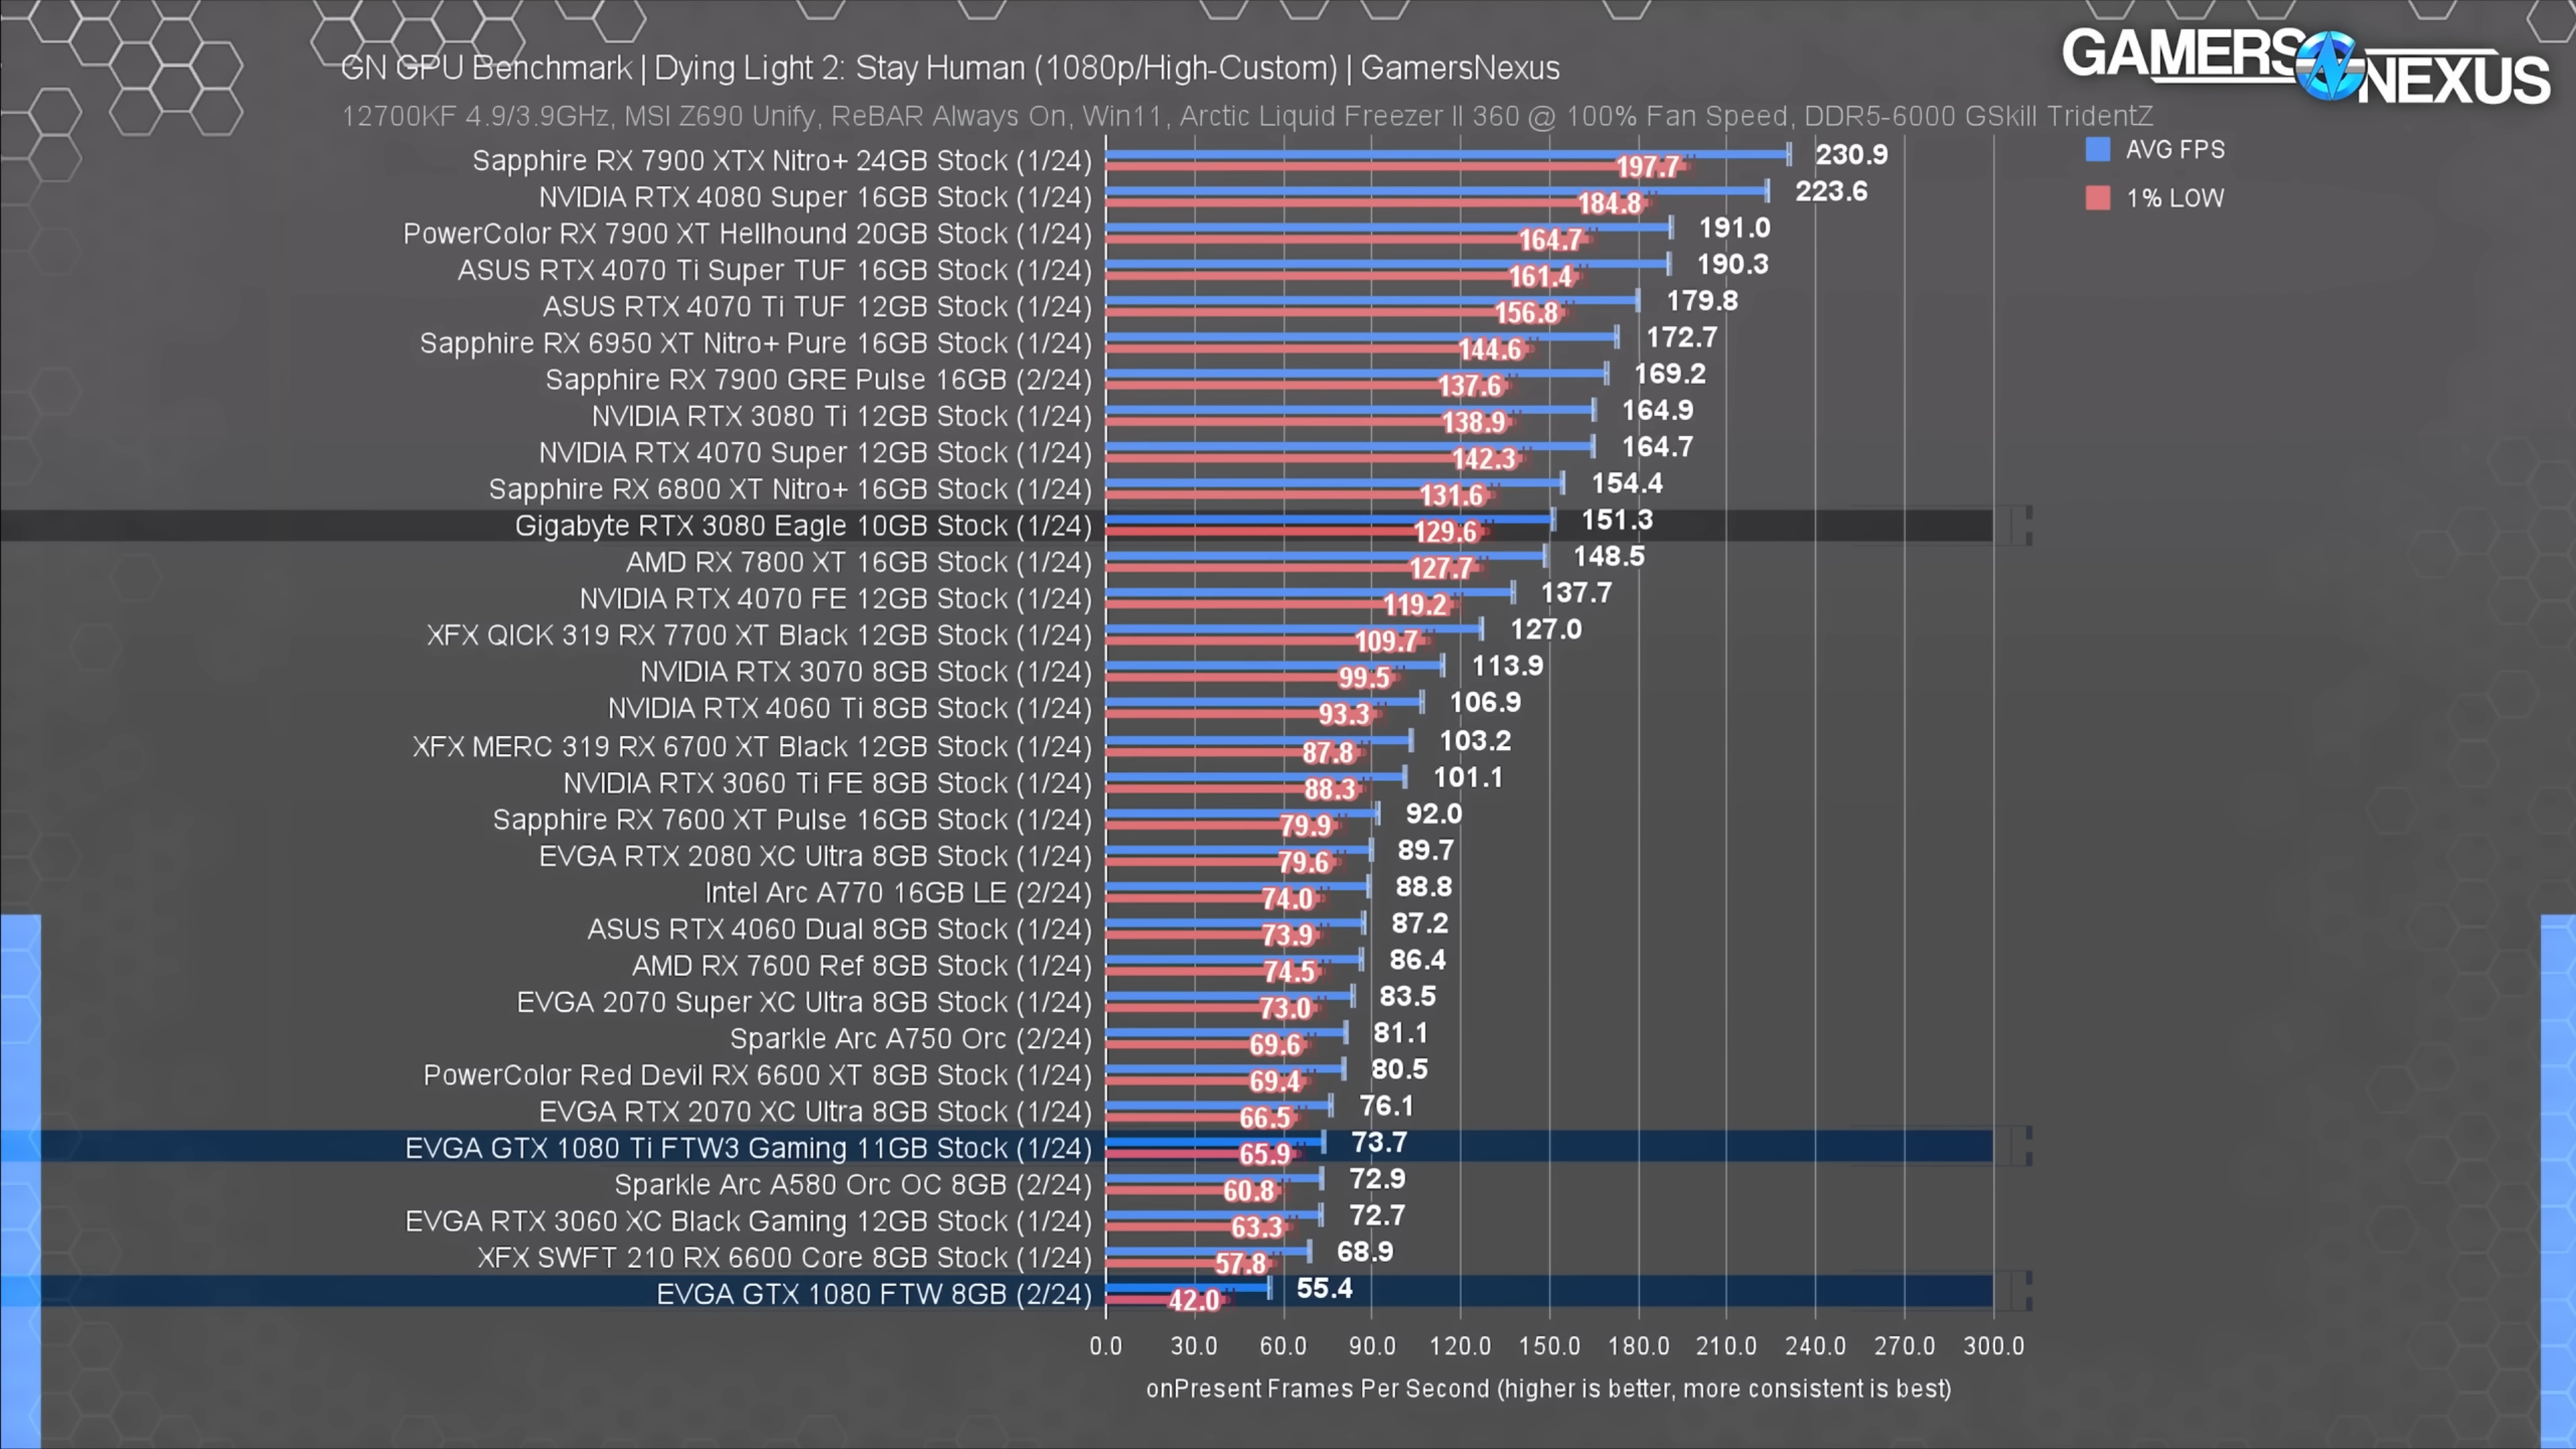 GN GPU Benchmark | Dying Light 2: Stay Human (1080p/High-Custom) | GamersNexus
GAMERS NEXUS
12700KF 4.9/3.9GHz, MSI Z690 Unify, ReBAR Always On, Win11, Arctic Liquid Freezer II 360 @ 100% Fan Speed, DDR5-6000 GSkill TridentZ
AVG FPS
1% LOW
Sapphire RX 7900 XTX Nitro+ 24GB Stock (1/24) 197.7 230.9
NVIDIA RTX 4080 Super 16GB Stock (1/24) 184.8 223.6
PowerColor RX 7900 XT Hellhound 20GB Stock (1/24) 164.7 191.0
ASUS RTX 4070 Ti Super TUF 16GB Stock (1/24) 161.4 190.3
ASUS RTX 4070 Ti TUF 12GB Stock (1/24) 156.8 179.8
Sapphire RX 6950 XT Nitro+ Pure 16GB Stock (1/24) 144.6 172.7
Sapphire RX 7900 GRE Pulse 16GB (2/24) 137.6 169.2
NVIDIA RTX 3080 Ti 12GB Stock (1/24) 138.9 164.9
NVIDIA RTX 4070 Super 12GB Stock (1/24) 142.3 164.7
Sapphire RX 6800 XT Nitro+ 16GB Stock (1/24) 131.6 154.4
Gigabyte RTX 3080 Eagle 10GB Stock (1/24) 129.6 151.3
AMD RX 7800 XT 16GB Stock (1/24) 127.7 148.5
NVIDIA RTX 4070 FE 12GB Stock (1/24) 119.2 137.7
XFX QICK 319 RX 7700 XT Black 12GB Stock (1/24) 109.7 127.0
NVIDIA RTX 3070 8GB Stock (1/24) 99.5 113.9
NVIDIA RTX 4060 Ti 8GB Stock (1/24) 93.3 106.9
XFX MERC 319 RX 6700 XT Black 12GB Stock (1/24) 87.8 103.2
NVIDIA RTX 3060 Ti FE 8GB Stock (1/24) 88.3 101.1
Sapphire RX 7600 XT Pulse 16GB Stock (1/24) 79.9 92.0
EVGA RTX 2080 XC Ultra 8GB Stock (1/24) 79.6 89.7
Intel Arc A770 16GB LE (2/24) 74.0 88.8
ASUS RTX 4060 Dual 8GB Stock (1/24) 73.9 87.2
AMD RX 7600 Ref 8GB Stock (1/24) 74.5 86.4
EVGA 2070 Super XC Ultra 8GB Stock (1/24) 73.0 83.5
Sparkle Arc A750 Orc (2/24) 69.6 81.1
PowerColor Red Devil RX 6600 XT 8GB Stock (1/24) 69.4 80.5
EVGA RTX 2070 XC Ultra 8GB Stock (1/24) 66.5 76.1
EVGA GTX 1080 Ti FTW3 Gaming 11GB Stock (1/24) 65.9 73.7
Sparkle Arc A580 Orc OC 8GB (2/24) 60.8 72.9
EVGA RTX 3060 XC Black Gaming 12GB Stock (1/24) 63.3 72.7
XFX SWFT 210 RX 6600 Core 8GB Stock (1/24) 57.8 68.9
EVGA GTX 1080 FTW 8GB (2/24) 42.0 55.4
0.0 30.0 60.0 90.0 120.0 150.0 180.0 210.0 240.0 270.0 300.0
onPresent Frames Per Second (higher is better, more consistent is best)